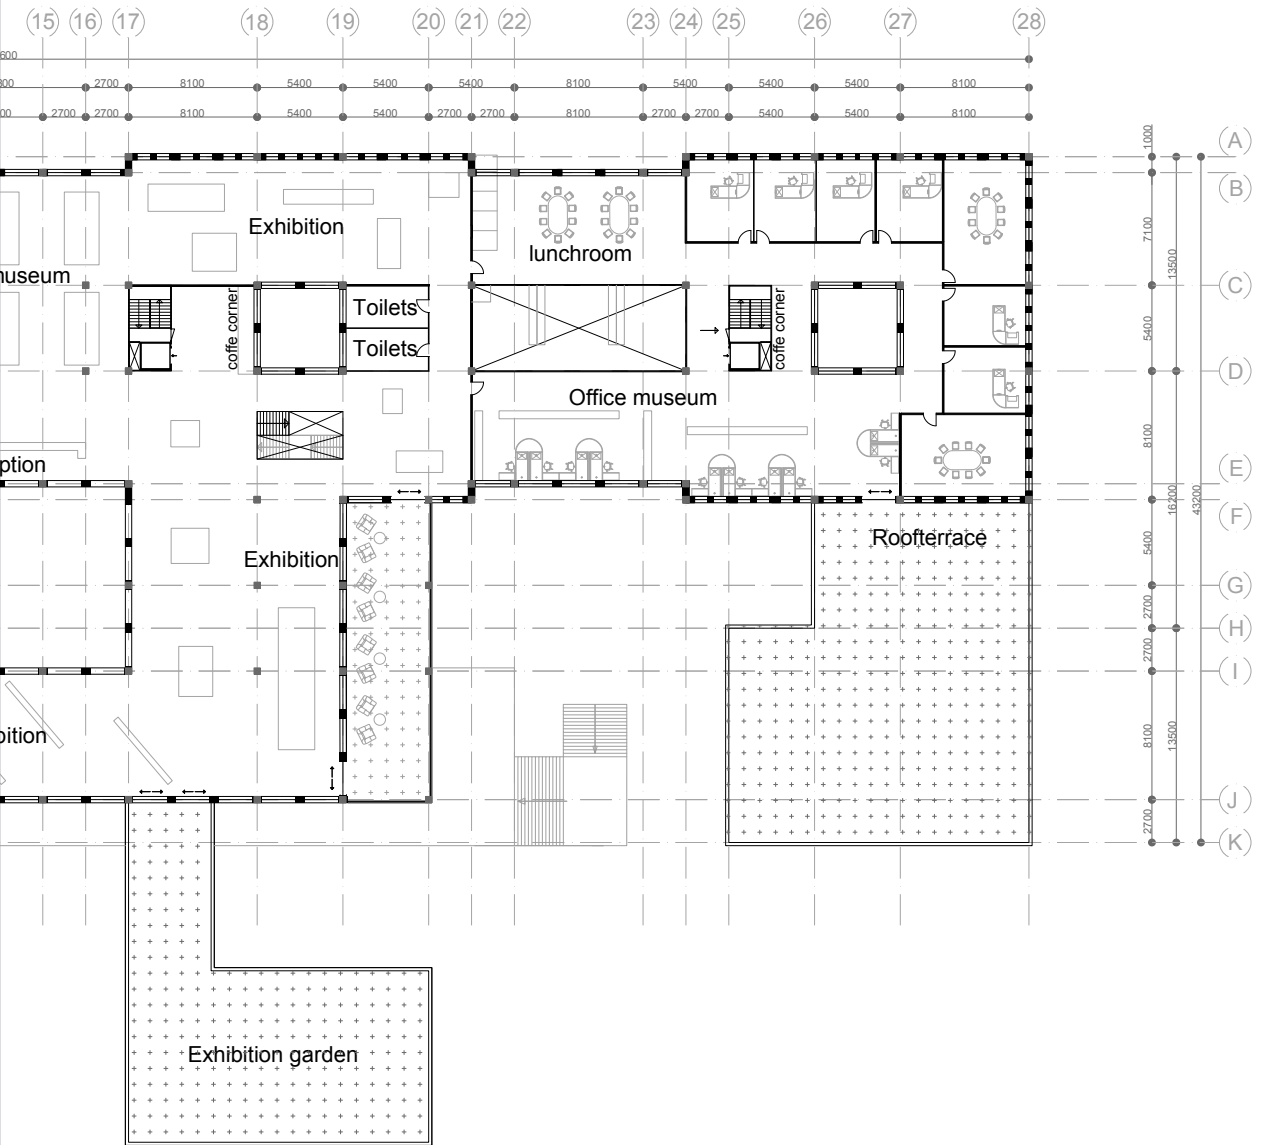 15 16 17 18 19 20 21 22 23 24 25 26 27 28
600
300 2700 8100 5400 5400 5400 8100 5400 5400 5400 8100
00 2700 2700 8100 5400 5400 2700 2700 8100 2700 2700 5400 5400 8100
A
1000
B
Exhibition
7100
lunchroom
13500
museum
C
Toilets
coffe corner
coffe corner
5400
Toilets
D
Office museum
8100
ption
E
16200
43200
F
Roofterrace
Exhibition
5400
G
2700
H
2700
I
bition
8100
13500
J
2700
K
Exhibition garden